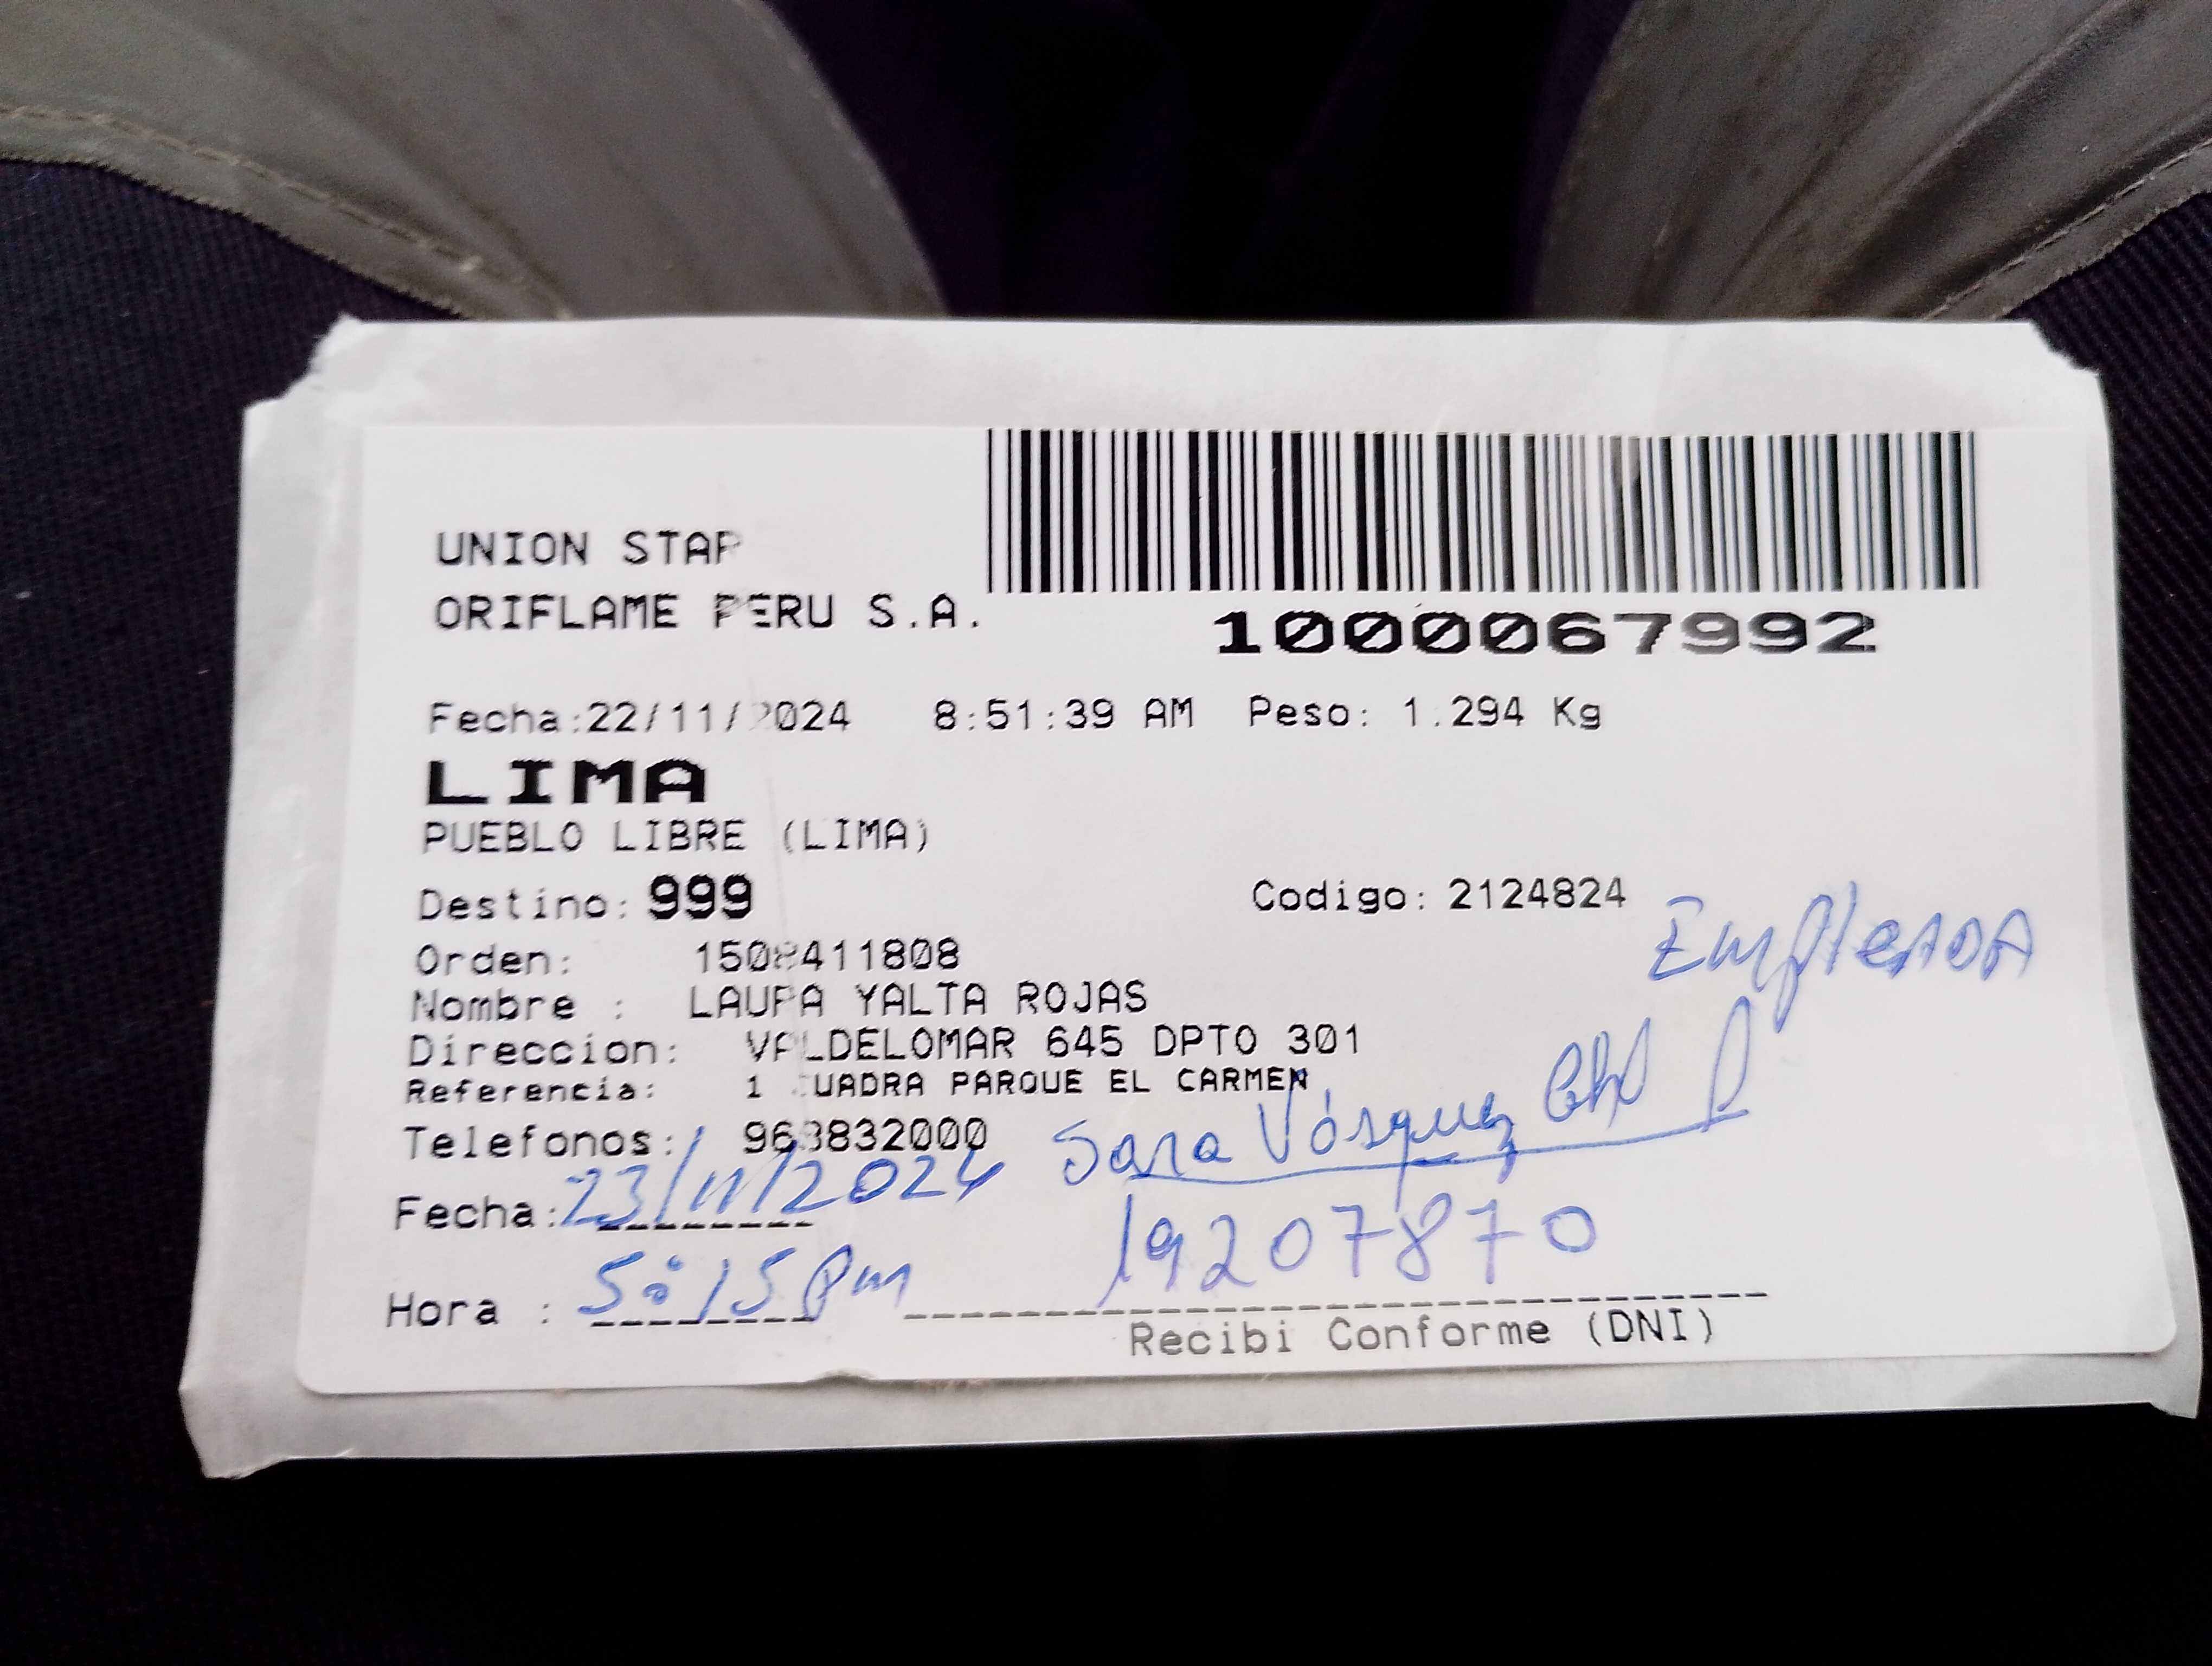 UNION STAR
ORIFLAME PERU S.A.
1000067992
Fecha:22/11/2024 8:51:39 AM Peso: 1.294 Kg
LIMA
PUEBLO LIBRE (LIMA)
Destino: 999 Codigo: 2124824
EmpleADA
Orden: 1508411808
Nombre : LAURA YALTA ROJAS
Direccion: VALDELOMAR 645 DPTO 301
Referencia: 1 CUADRA PARQUE EL CARMEN
Telefonos: 963832000 Sara Vásquez
Fecha: 23/11/2024
19207870
Hora : 5:15 Pm
Recibi Conforme (DNI)